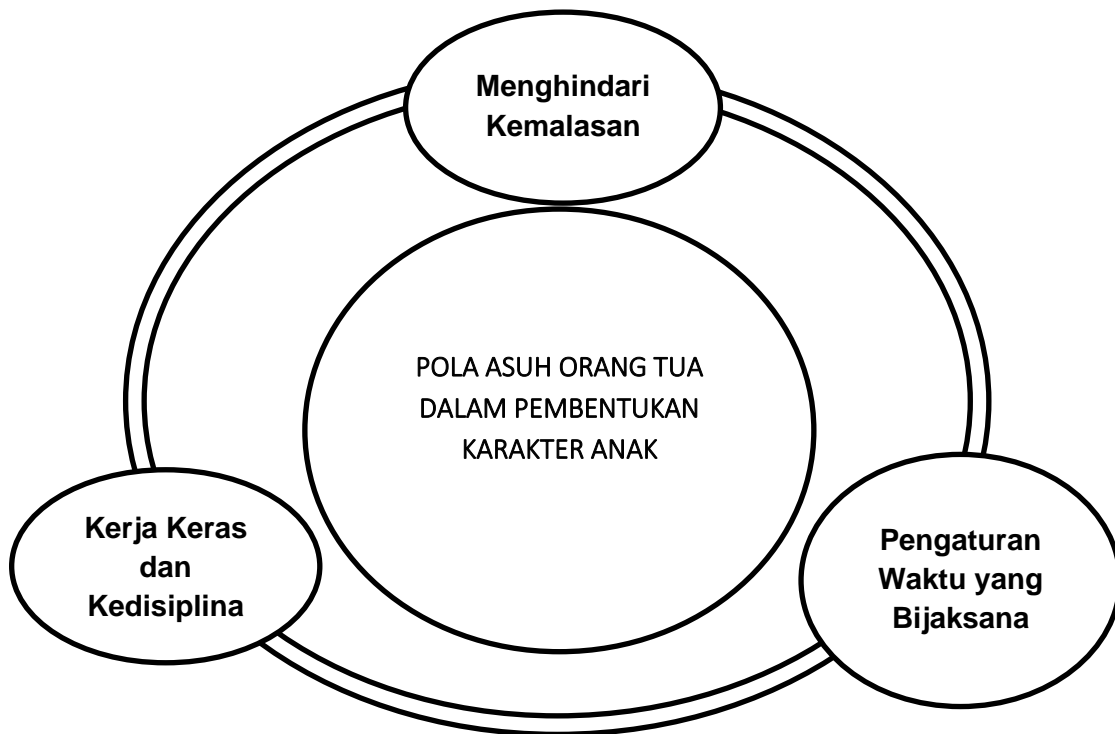 Menghindari
Kemalasan
POLA ASUH ORANG TUA
DALAM PEMBENTUKAN
KARAKTER ANAK
Kerja Keras
dan
Kedisiplina
Pengaturan
Waktu yang
Bijaksana